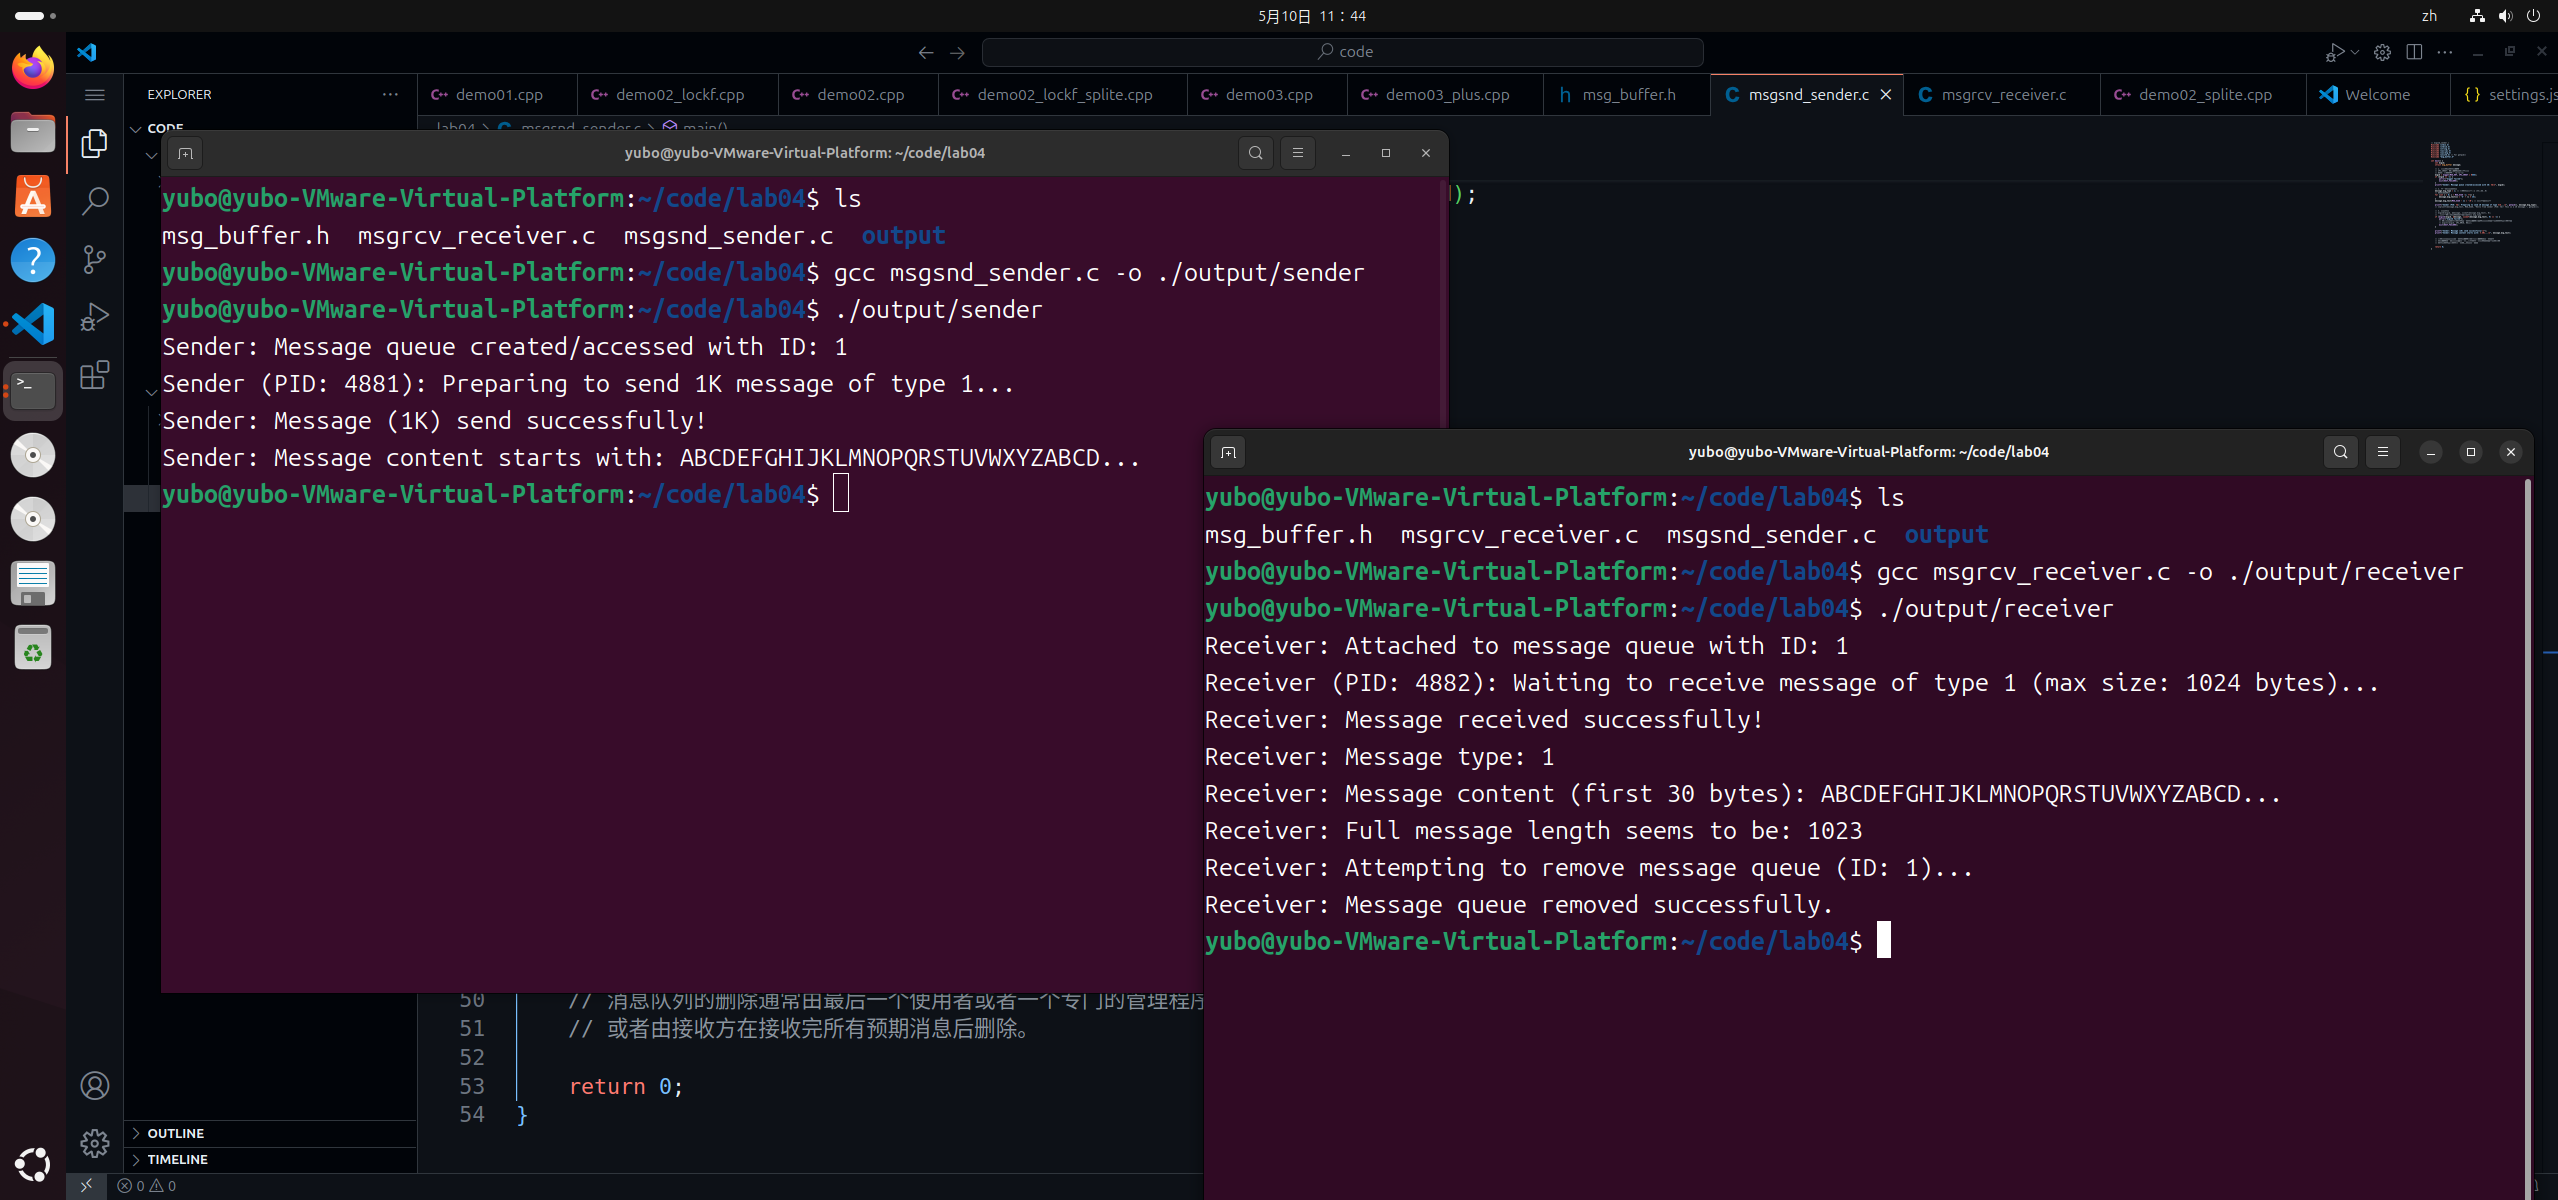 5月10日 11：44
zh
code
EXPLORER
demo01.cpp
demo02_lockf.cpp
demo02.cpp
demo02_lockf_splite.cpp
demo03.cpp
demo03_plus.cpp
msg_buffer.h
msgsnd_sender.c
msgrcv_receiver.c
demo02_splite.cpp
Welcome
settings.js
CODE
lab04 > msgsnd_sender.c > main()
yubo@yubo-VMware-Virtual-Platform: ~/code/lab04
);
yubo@yubo-VMware-Virtual-Platform:~/code/lab04$ ls
msg_buffer.h msgrcv_receiver.c msgsnd_sender.c output
yubo@yubo-VMware-Virtual-Platform:~/code/lab04$ gcc msgsnd_sender.c -o ./output/sender
yubo@yubo-VMware-Virtual-Platform:~/code/lab04$ ./output/sender
Sender: Message queue created/accessed with ID: 1
Sender (PID: 4881): Preparing to send 1K message of type 1...
Sender: Message (1K) send successfully!
Sender: Message content starts with: ABCDEFGHIJKLMNOPQRSTUVWXYZABCD...
yubo@yubo-VMware-Virtual-Platform:~/code/lab04$
yubo@yubo-VMware-Virtual-Platform: ~/code/lab04
yubo@yubo-VMware-Virtual-Platform:~/code/lab04$ ls
msg_buffer.h msgrcv_receiver.c msgsnd_sender.c output
yubo@yubo-VMware-Virtual-Platform:~/code/lab04$ gcc msgrcv_receiver.c -o ./output/receiver
yubo@yubo-VMware-Virtual-Platform:~/code/lab04$ ./output/receiver
Receiver: Attached to message queue with ID: 1
Receiver (PID: 4882): Waiting to receive message of type 1 (max size: 1024 bytes)...
Receiver: Message received successfully!
Receiver: Message type: 1
Receiver: Message content (first 30 bytes): ABCDEFGHIJKLMNOPQRSTUVWXYZABCD...
Receiver: Full message length seems to be: 1023
Receiver: Attempting to remove message queue (ID: 1)...
Receiver: Message queue removed successfully.
yubo@yubo-VMware-Virtual-Platform:~/code/lab04$
50 // 消息队列的删除通常由最后一个使用者或者一个专门的管理程序
51 // 或者由接收方在接收完所有预期消息后删除。
52
53 return 0;
54 }
OUTLINE
TIMELINE
0 0